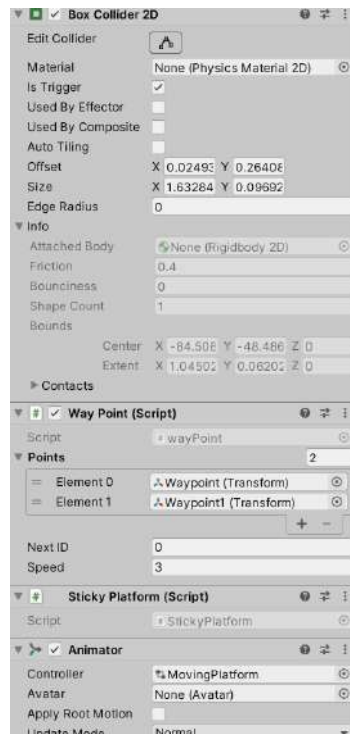 Box Collider 2D
Edit Collider
Material None (Physics Material 2D)
Is Trigger
Used By Effector
Used By Composite
Auto Tiling
Offset X 0.02493 Y 0.26408
Size X 1.63284 Y 0.09692
Edge Radius 0
Info
Attached Body None (Rigidbody 2D)
Friction 0.4
Bounciness 0
Shape Count 1
Bounds
Center X -84.508 Y -48.486 Z 0
Extent X 1.04502 Y 0.06202 Z 0
Contacts
# Way Point (Script)
Script # wayPoint
Points 2
= Element 0 Waypoint (Transform)
= Element 1 Waypoint1 (Transform)
+ -
Next ID 0
Speed 3
# Sticky Platform (Script)
Script # StickyPlatform
Animator
Controller MovingPlatform
Avatar None (Avatar)
Apply Root Motion
Update Mode Normal